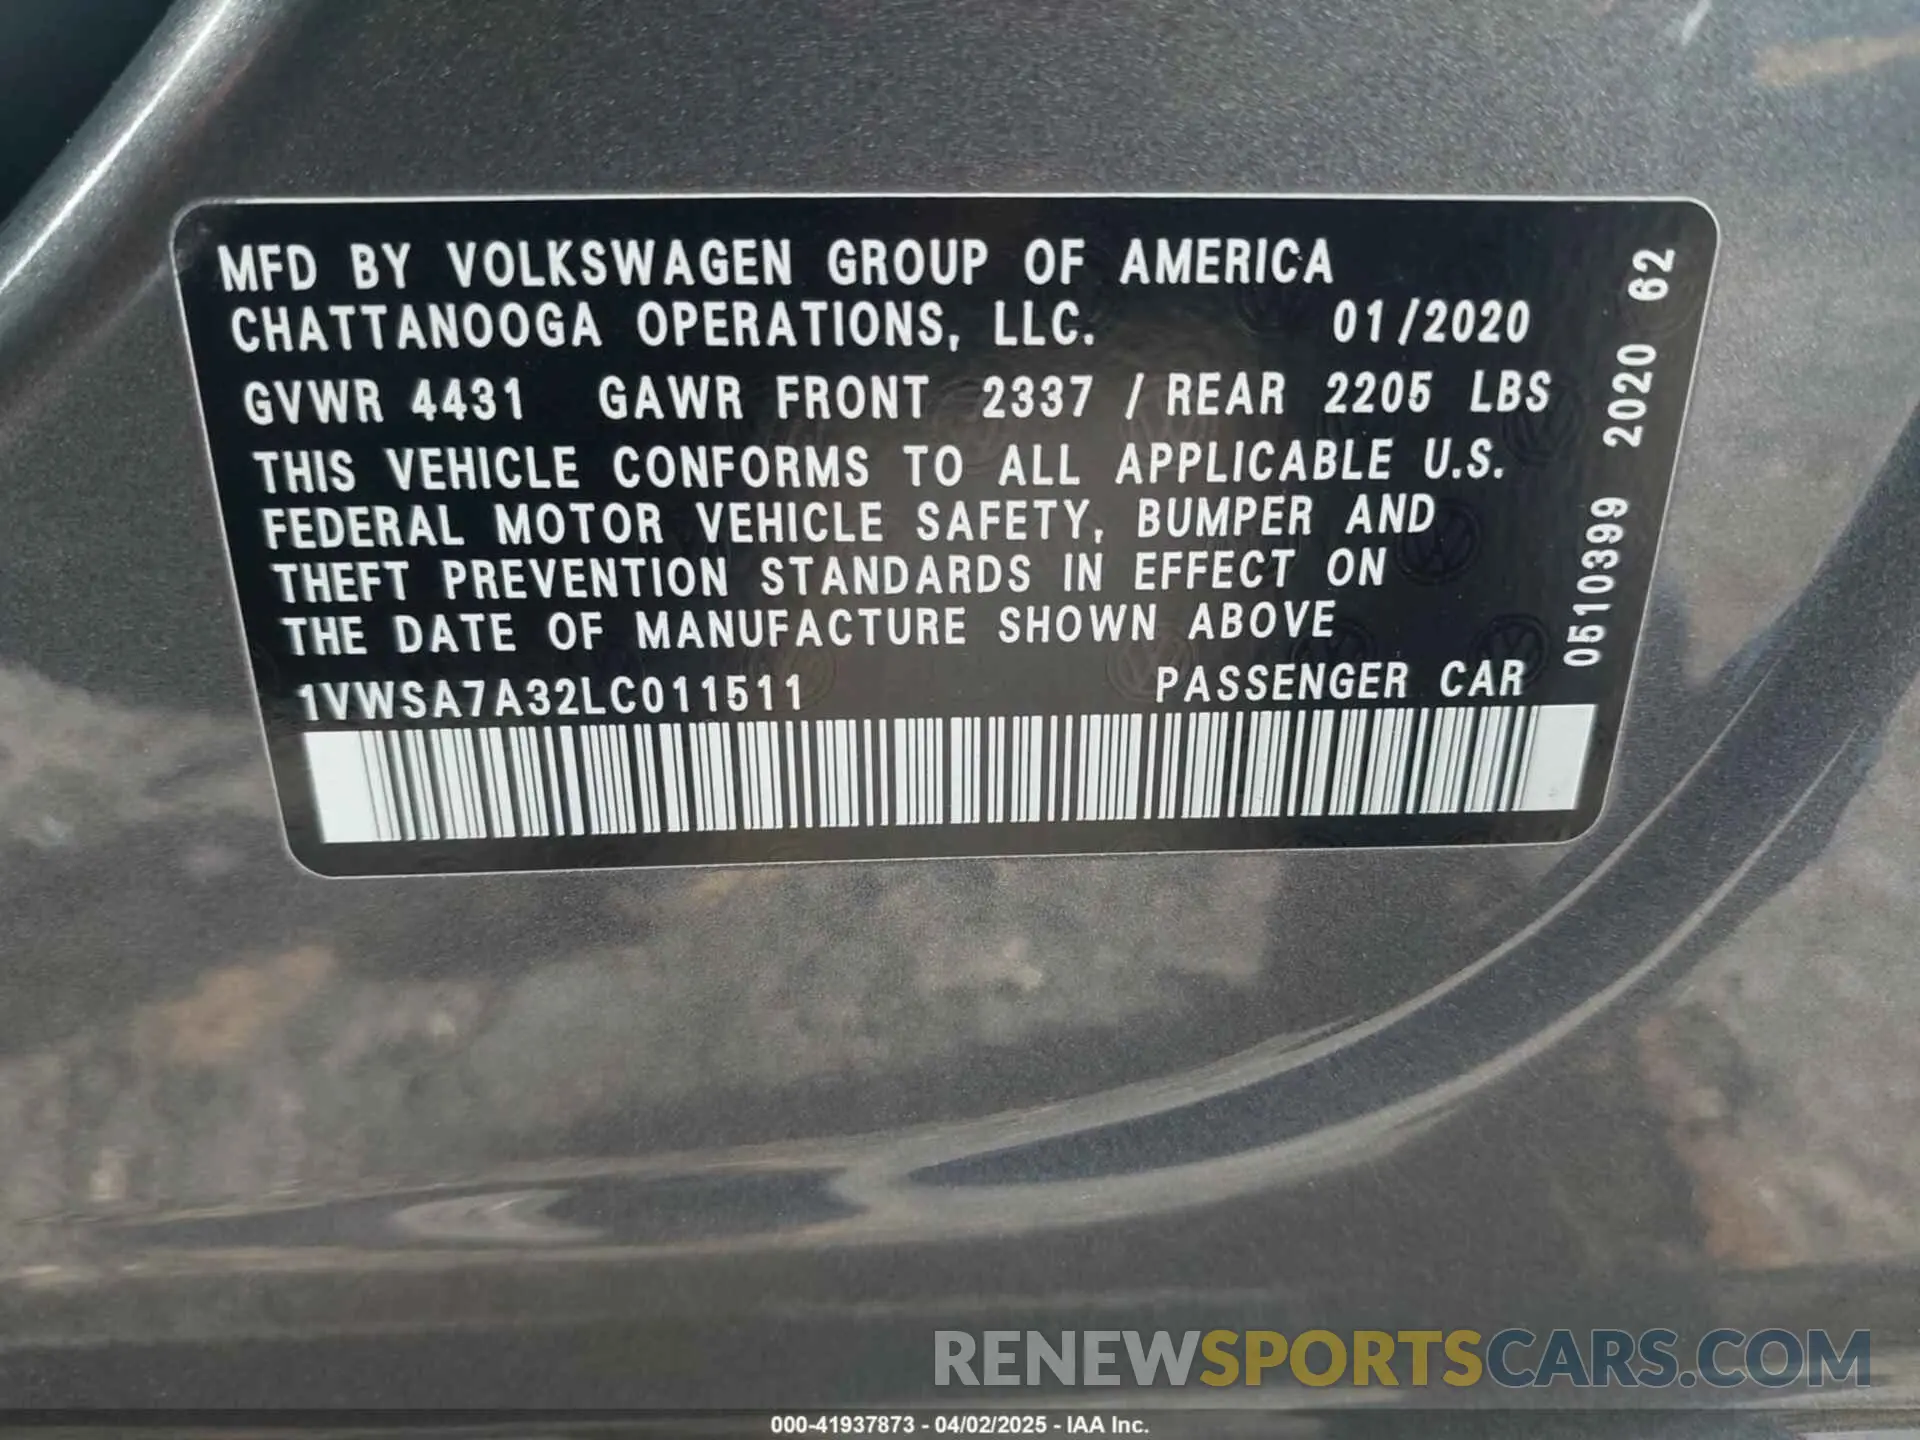 MFD BY VOLKSWAGEN GROUP OF AMERICA
CHATTANOOGA OPERATIONS, LLC. 01/2020
GVWR 4431 GAWR FRONT 2337 / REAR 2205 LBS
THIS VEHICLE CONFORMS TO ALL APPLICABLE U.S.
FEDERAL MOTOR VEHICLE SAFETY, BUMPER AND
THEFT PREVENTION STANDARDS IN EFFECT ON
THE DATE OF MANUFACTURE SHOWN ABOVE
1VWSA7A32LC011511 PASSENGER CAR
0510399 2020 62
RENEWSPORTSCARS.COM
000-41937873 - 04/02/2025 - IAA Inc.